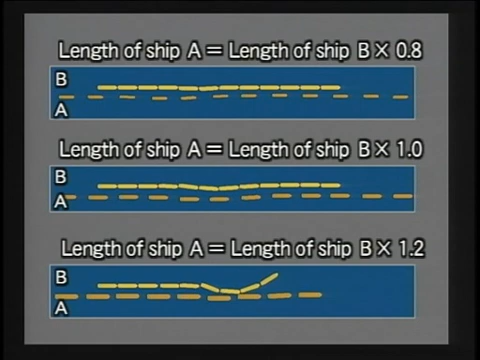 Length of ship A = Length of ship B × 0.8
B
A
Length of ship A = Length of ship B × 1.0
B
A
Length of ship A = Length of ship B × 1.2
B
A